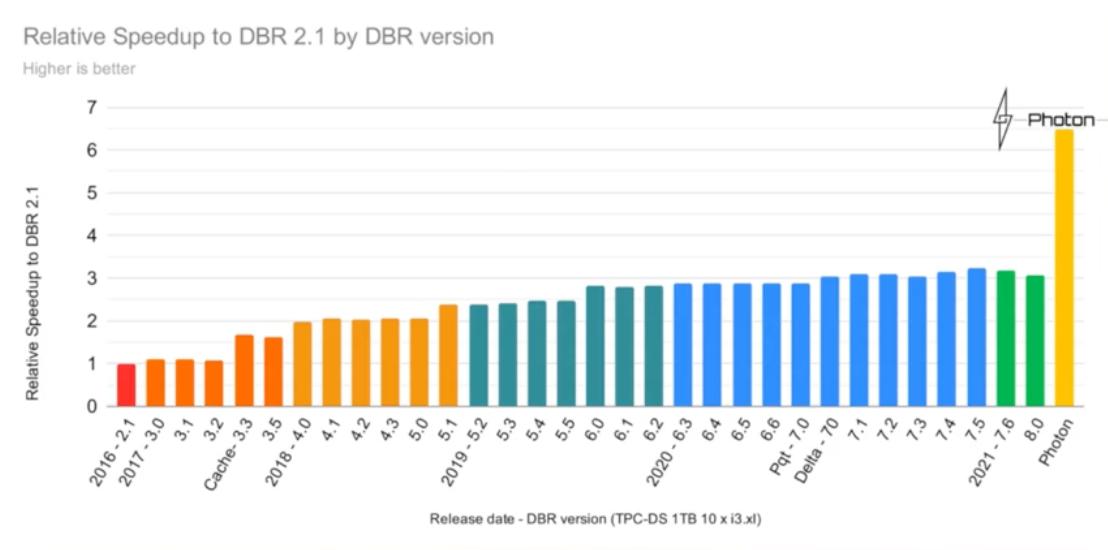 Relative Speedup to DBR 2.1 by DBR version
Higher is better
Relative Speedup to DBR 2.1
7
6
5
4
3
2
1
0
Photon
2016 - 2.1
2017 - 3.0
3.1
3.2
Cache- 3.3
3.5
2018 - 4.0
4.1
4.2
4.3
5.0
5.1
2019 - 5.2
5.3
5.4
5.5
6.0
6.1
6.2
2020 - 6.3
6.4
6.5
6.6
Pqt - 7.0
Delta - 70
7.1
7.2
7.3
7.4
7.5
2021 - 7.6
8.0
Photon
Release date - DBR version (TPC-DS 1TB 10 x i3.xl)